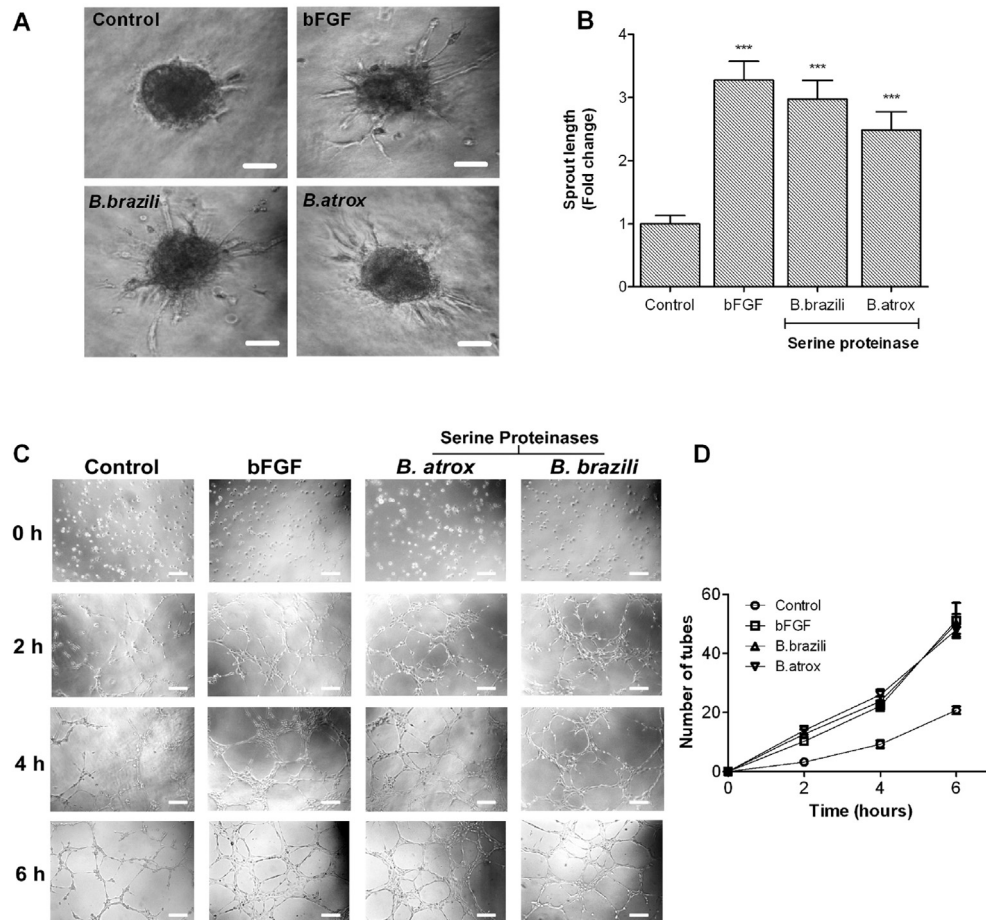 A
Control
bFGF
B.brazili
B.atrox
B
Sprout length
(Fold change)
4
3
2
1
0
***
***
***
Control
bFGF
B.brazili
B.atrox
Serine proteinase
C
Serine Proteinases
Control
bFGF
B. atrox
B. brazili
0 h
2 h
4 h
6 h
D
Number of tubes
60
40
20
0
Control
bFGF
B.brazili
B.atrox
0
2
4
6
Time (hours)